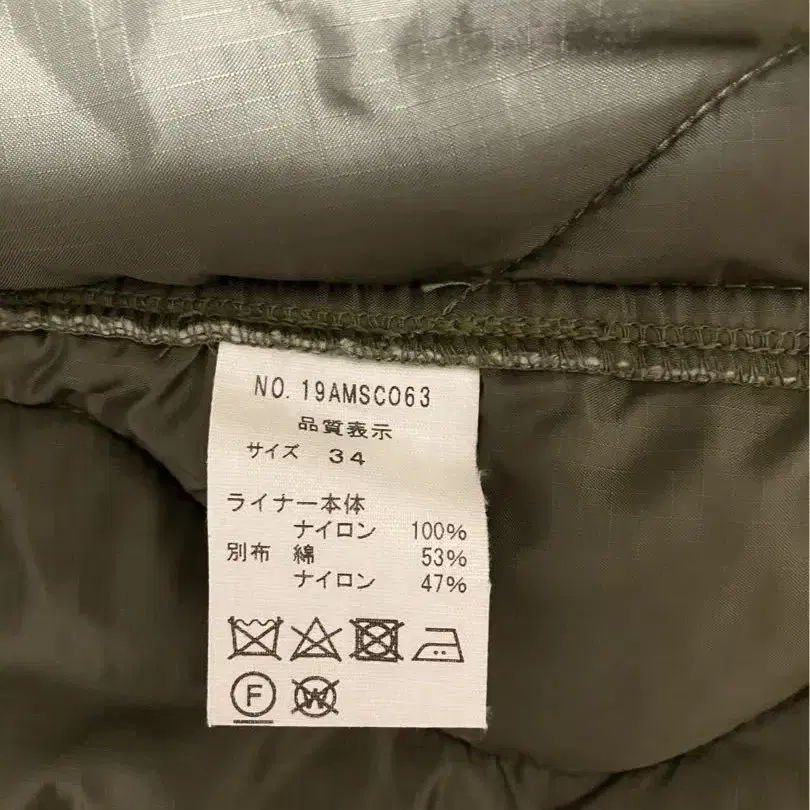 NO. 19AMSC063
品質表示
サイズ 34
ライナー本体
ナイロン 100%
別布 綿 53%
ナイロン 47%
F W